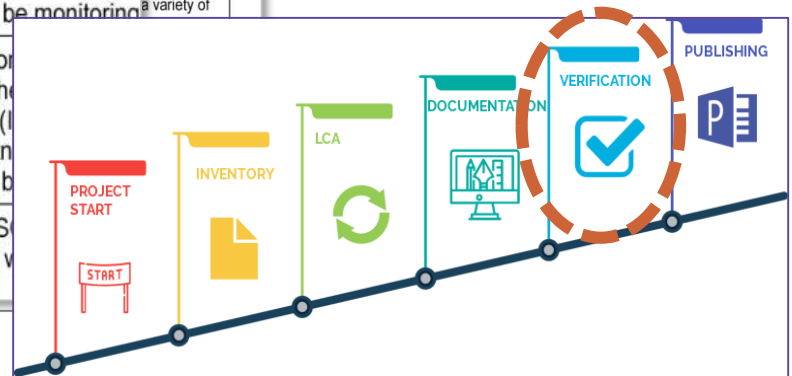 be monitoring
a variety of
PROJECT
START
START
INVENTORY
LCA
DOCUMENTATION
VERIFICATION
PUBLISHING
P